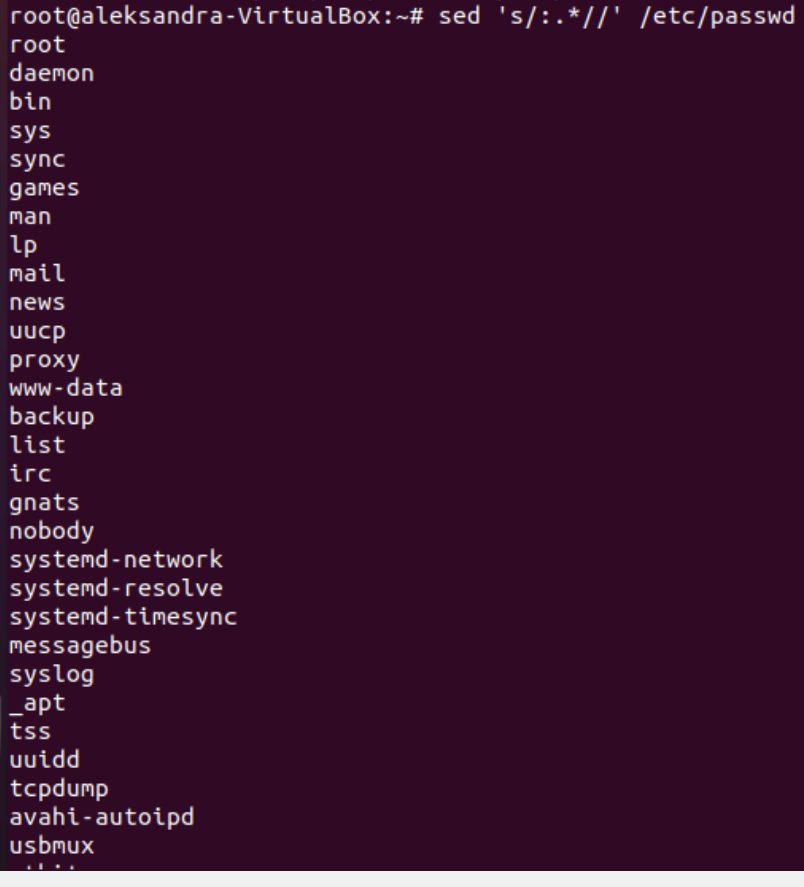 root@aleksandra-VirtualBox:~# sed 's/:.*//' /etc/passwd
root
daemon
bin
sys
sync
games
man
lp
mail
news
uucp
proxy
www-data
backup
list
irc
gnats
nobody
systemd-network
systemd-resolve
systemd-timesync
messagebus
syslog
_apt
tss
uuidd
tcpdump
avahi-autoipd
usbmux